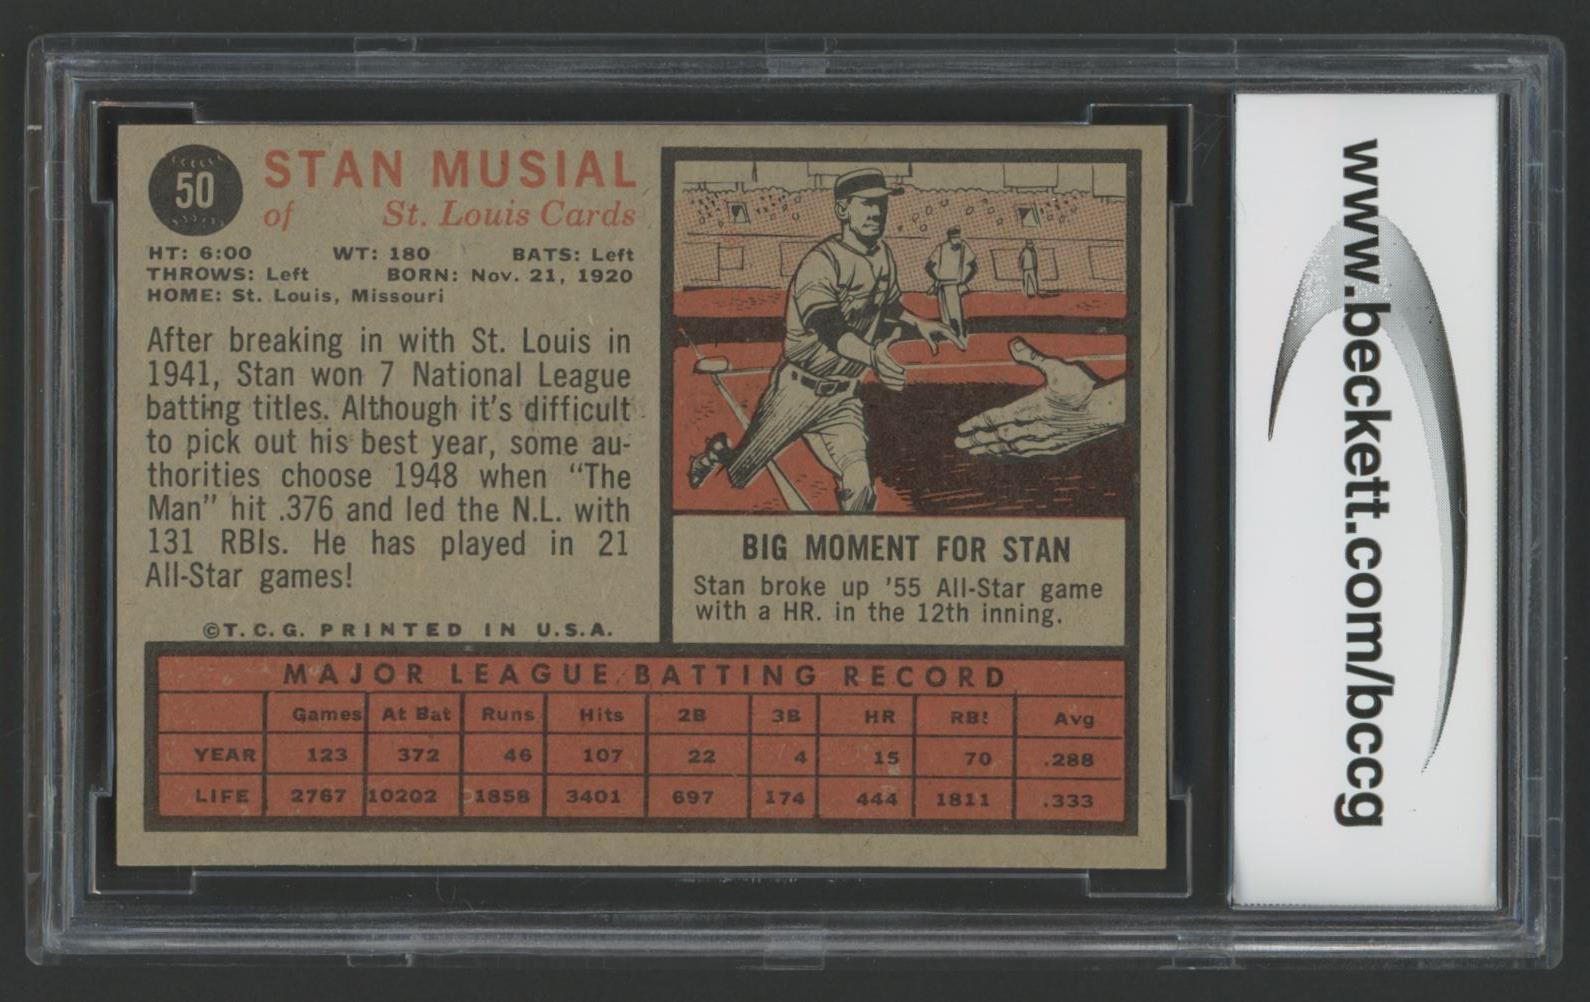 50
STAN MUSIAL
of St. Louis Cards
HT: 6:00 WT: 180 BATS: Left
THROWS: Left BORN: Nov. 21, 1920
HOME: St. Louis, Missouri
After breaking in with St. Louis in
1941, Stan won 7 National League
batting titles. Although it's difficult
to pick out his best year, some au-
thorities choose 1948 when "The
Man" hit .376 and led the N.L. with
131 RBIs. He has played in 21
All-Star games!
©T.C.G. PRINTED IN U.S.A.
BIG MOMENT FOR STAN
Stan broke up '55 All-Star game
with a HR. in the 12th inning.
MAJOR LEAGUE BATTING RECORD
Games At Bat Runs Hits 2B 3B HR RBI Avg
YEAR 123 372 46 107 22 4 15 70 .288
LIFE 2767 10202 1858 3401 697 174 444 1811 .333
www.beckett.com/bccg